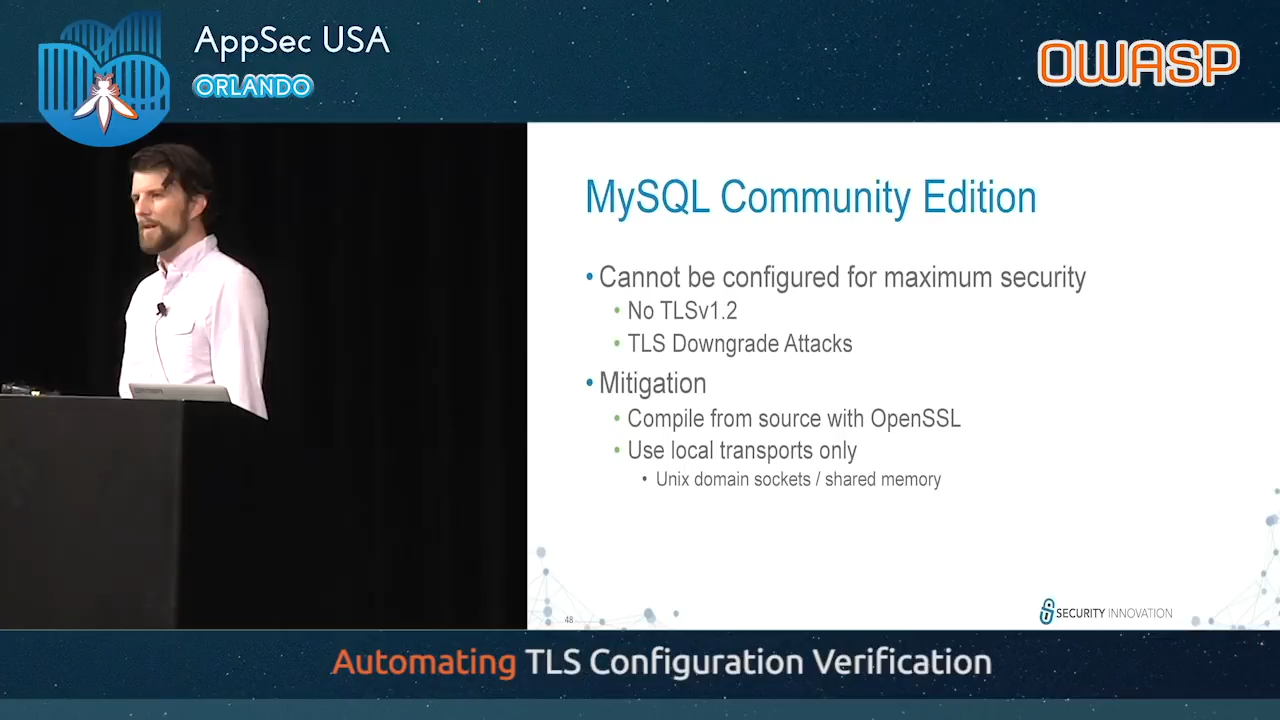 AppSec USA
ORLANDO
OWASP
MySQL Community Edition
• Cannot be configured for maximum security
• No TLSv1.2
• TLS Downgrade Attacks
• Mitigation
• Compile from source with OpenSSL
• Use local transports only
• Unix domain sockets / shared memory
48
SECURITY INNOVATION
Automating TLS Configuration Verification